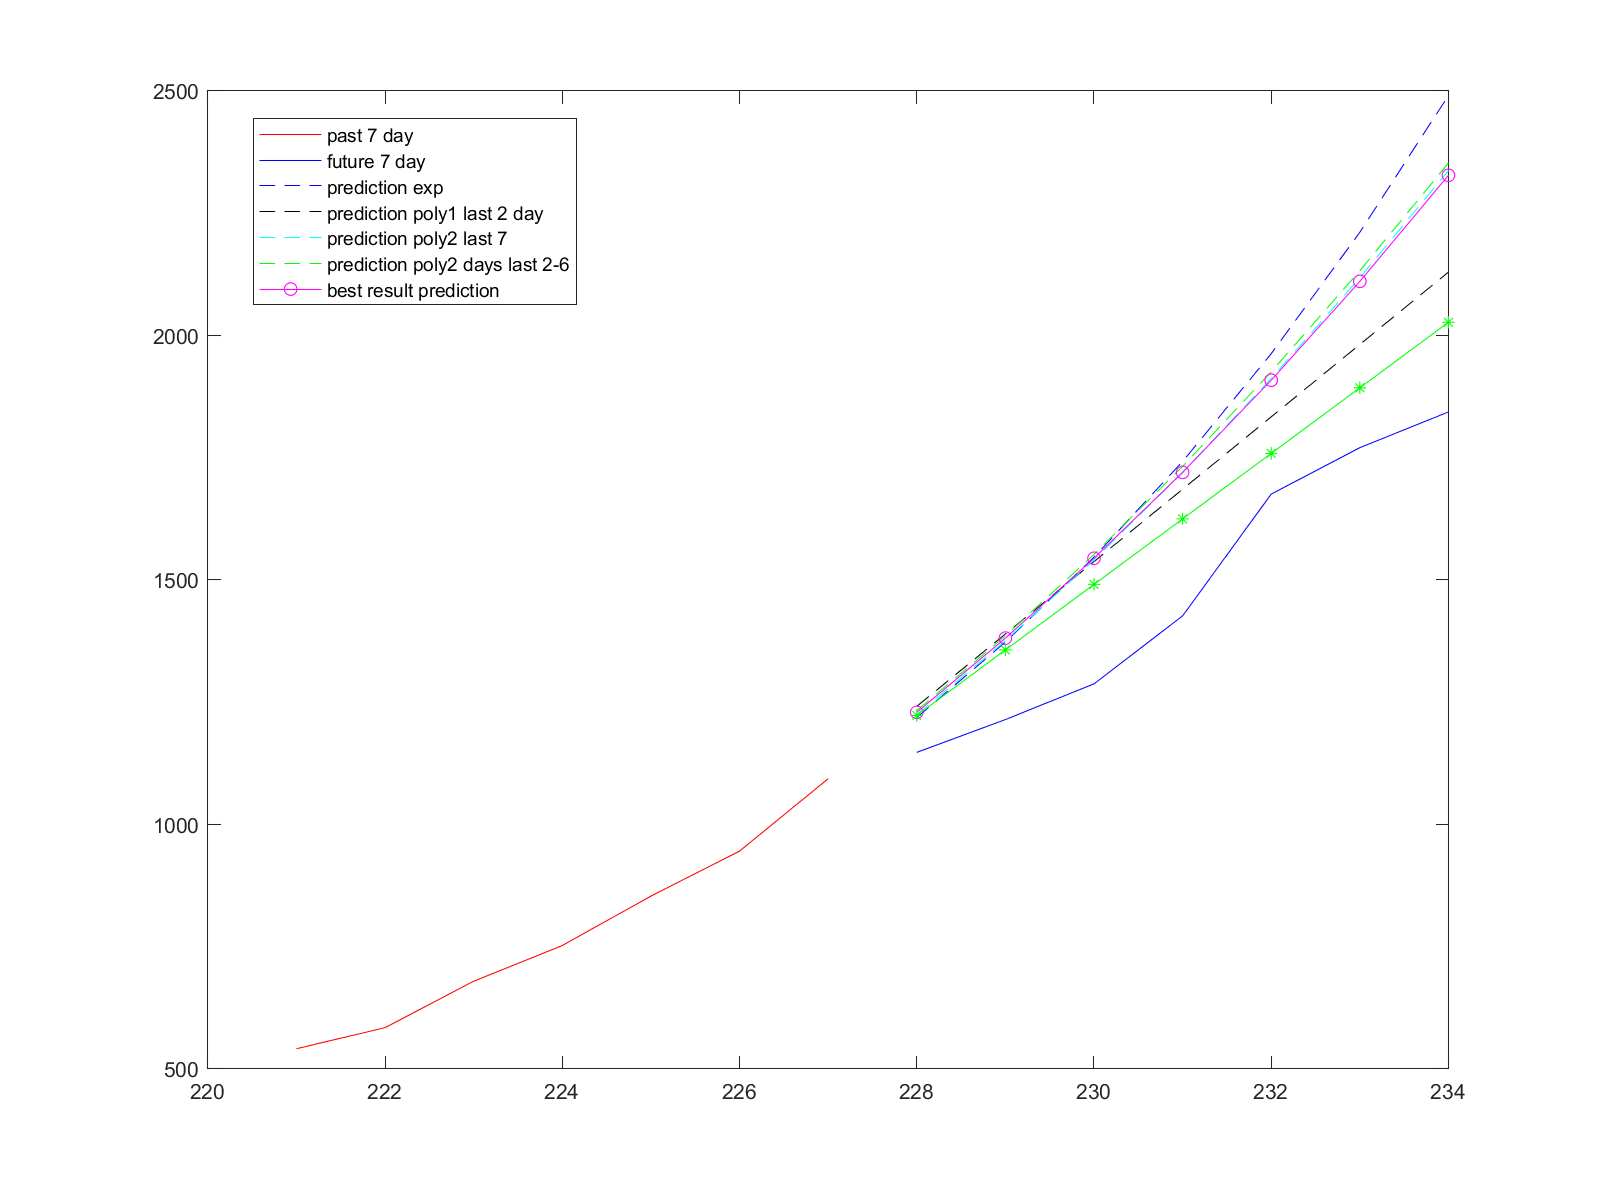 2500
2000
1500
1000
500
past 7 day
future 7 day
prediction exp
prediction poly1 last 2 day
prediction poly2 last 7
prediction poly2 days last 2-6
best result prediction
220 222 224 226 228 230 232 234